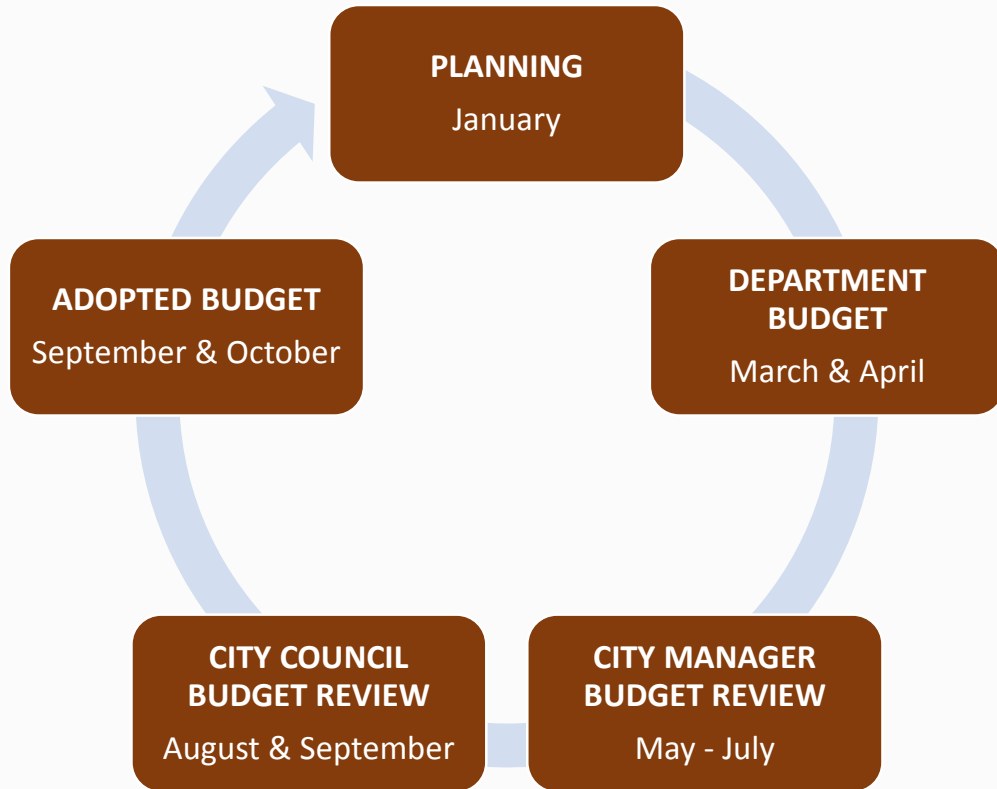 PLANNING
January
DEPARTMENT
BUDGET
March & April
CITY MANAGER
BUDGET REVIEW
May - July
CITY COUNCIL
BUDGET REVIEW
August & September
ADOPTED BUDGET
September & October